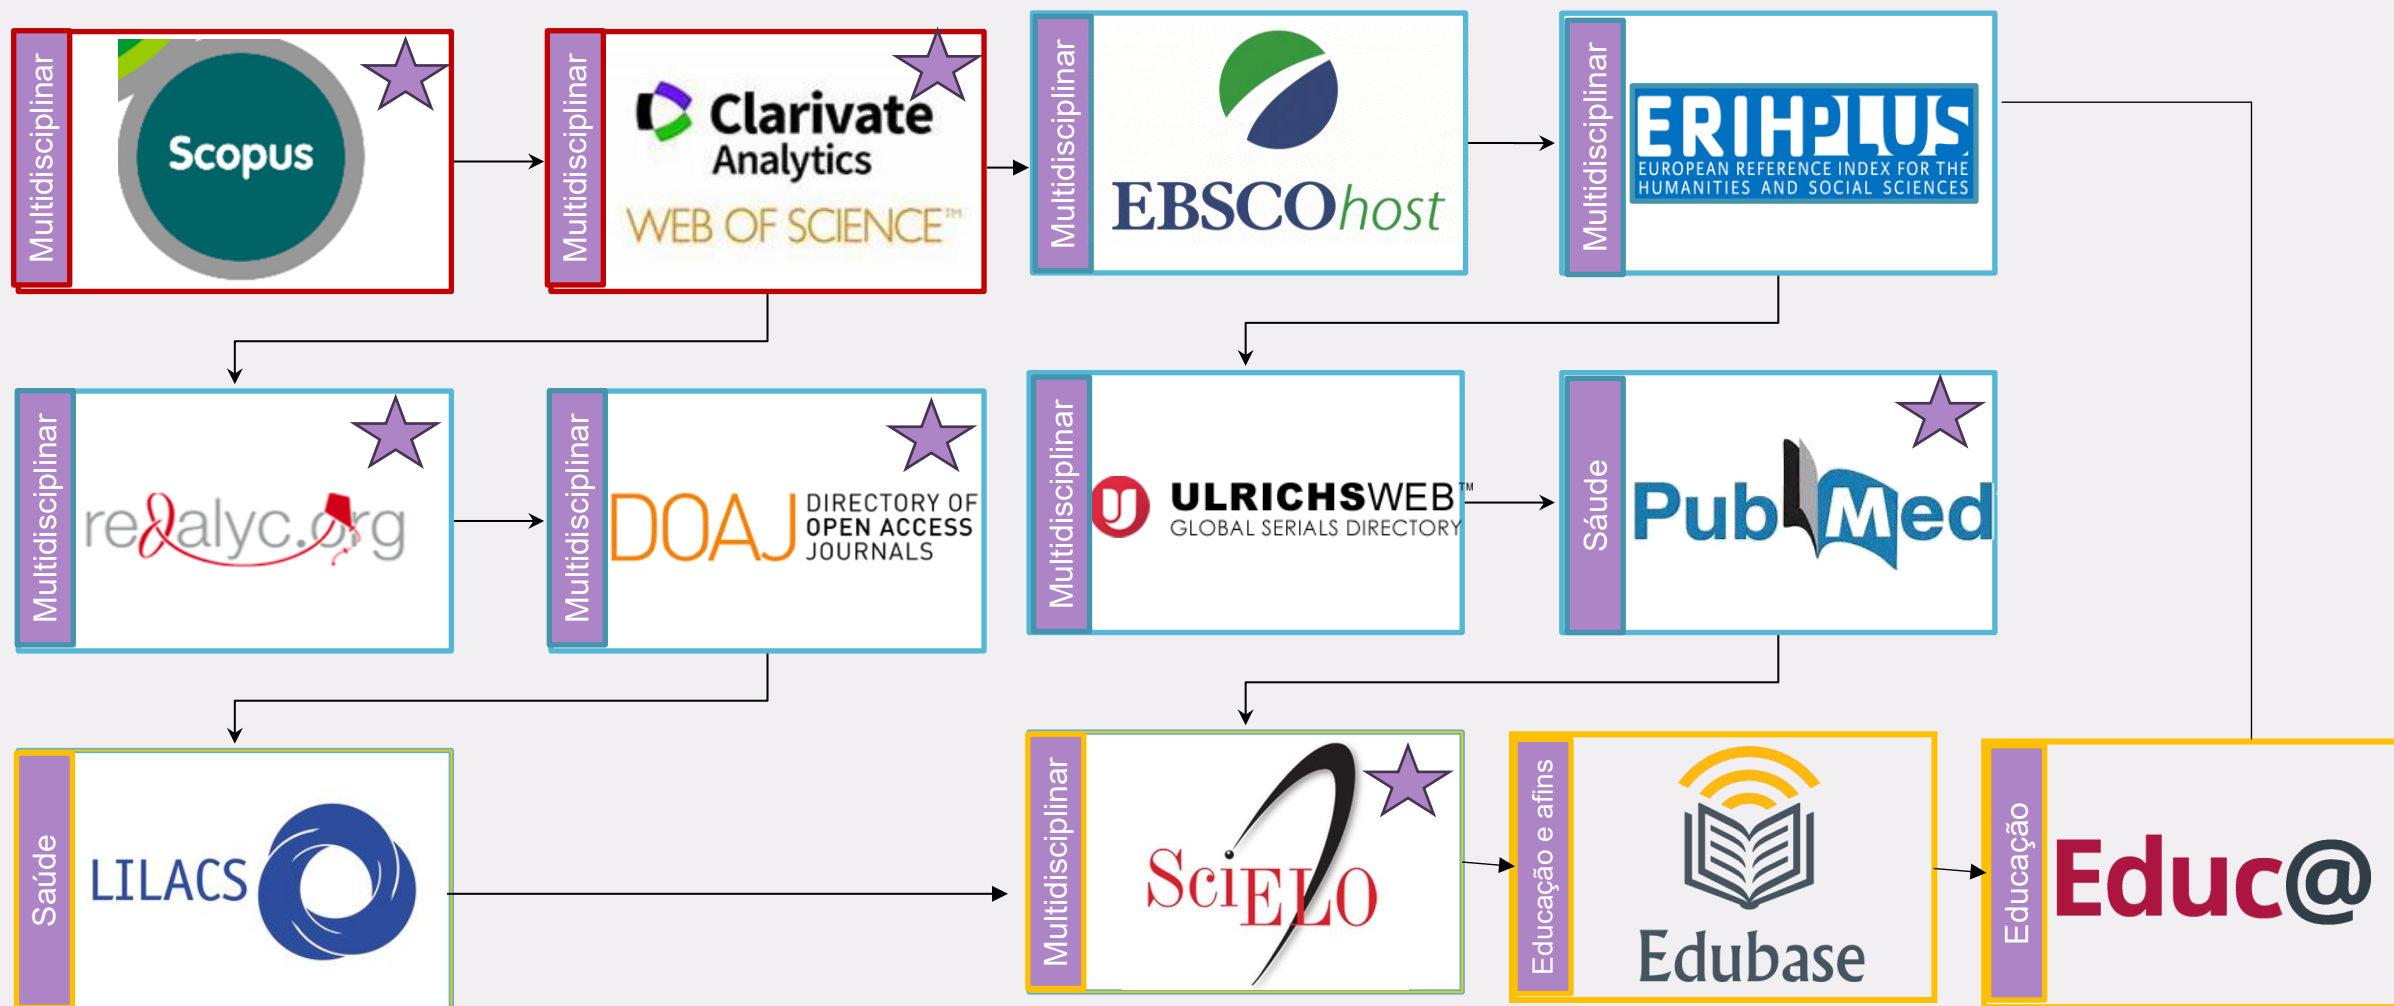 Multidisciplinar
Scopus
Multidisciplinar
Clarivate
Analytics
WEB OF SCIENCE™
Multidisciplinar
EBSCOhost
Multidisciplinar
ERIHPLUS
EUROPEAN REFERENCE INDEX FOR THE
HUMANITIES AND SOCIAL SCIENCES
Multidisciplinar
redalyc.org
Multidisciplinar
DOAJ
DIRECTORY OF
OPEN ACCESS
JOURNALS
Multidisciplinar
ULRICHSWEB™
GLOBAL SERIALS DIRECTORY
Sáude
PubMed
Saúde
LILACS
Multidisciplinar
SciELO
Educação e afins
Edubase
Educação
Educ@